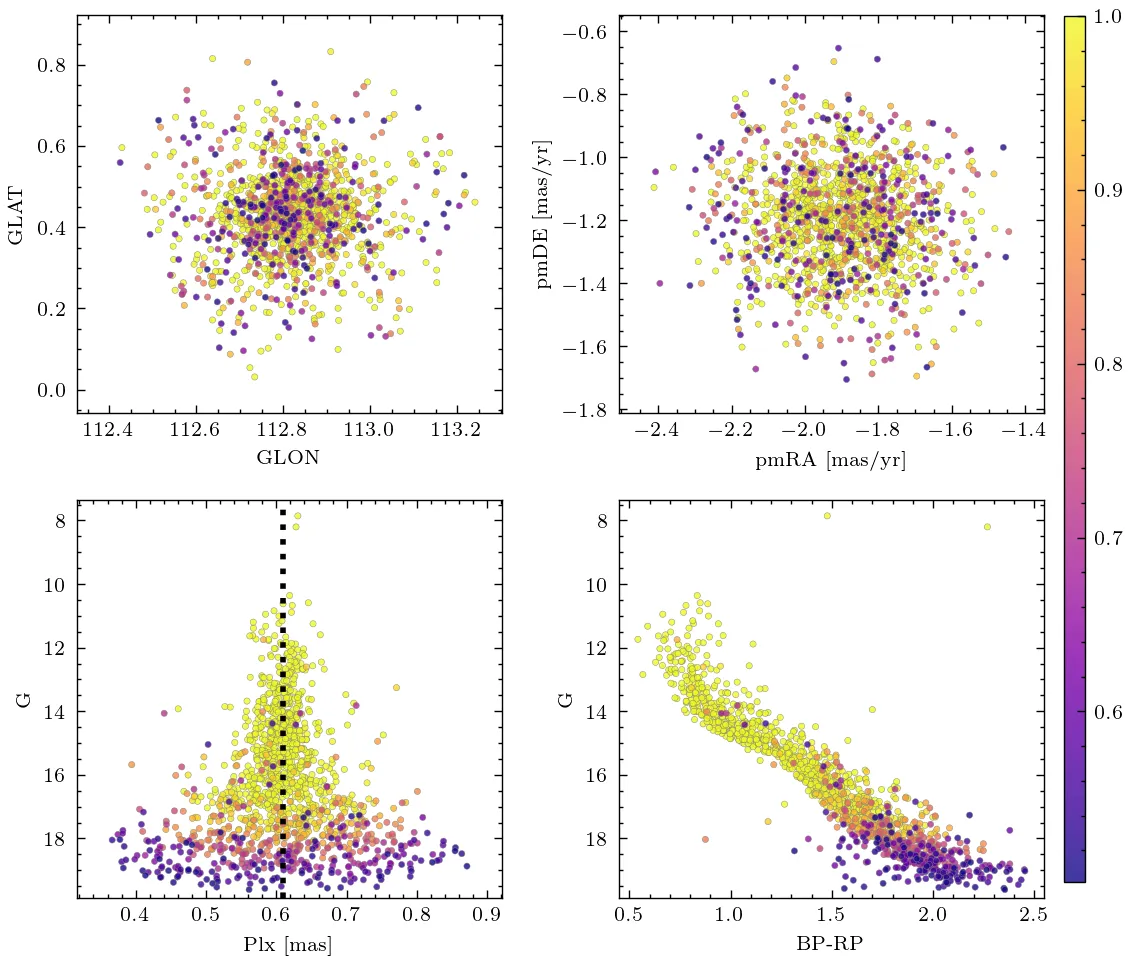 0.8
0.6
0.4
0.2
0.0
GLAT
112.4 112.6 112.8 113.0 113.2
GLON
−0.6
−0.8
−1.0
−1.2
−1.4
−1.6
−1.8
pmDE [mas/yr]
−2.4 −2.2 −2.0 −1.8 −1.6 −1.4
pmRA [mas/yr]
8
10
12
14
16
18
G
0.4 0.5 0.6 0.7 0.8 0.9
Plx [mas]
8
10
12
14
16
18
G
0.5 1.0 1.5 2.0 2.5
BP-RP
1.0
0.9
0.8
0.7
0.6